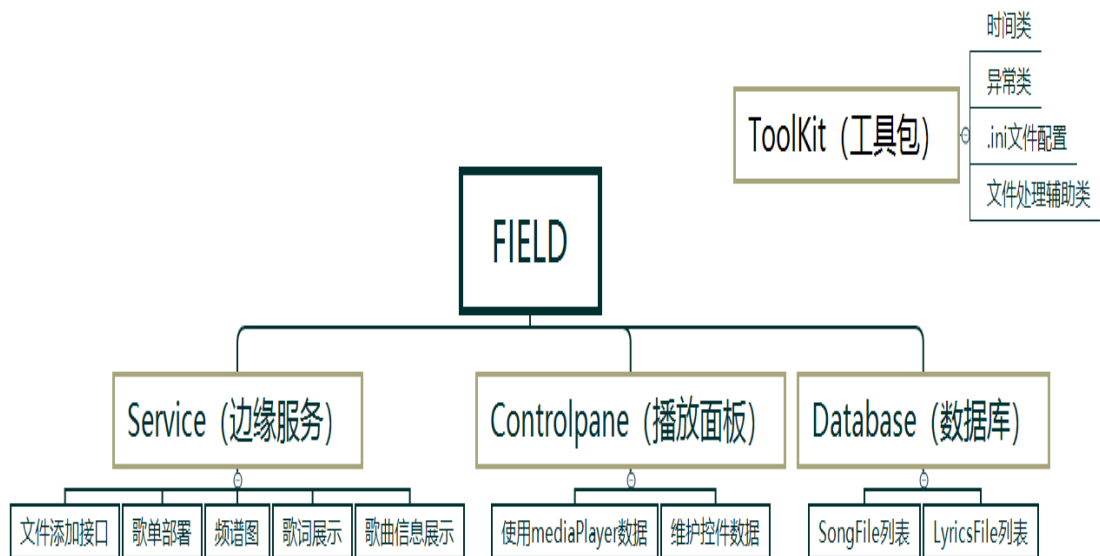 时间类
异常类
ToolKit（工具包）
.ini文件配置
文件处理辅助类
FIELD
Service（边缘服务）
Controlpane（播放面板）
Database（数据库）
文件添加接口
歌单部署
频谱图
歌词展示
歌曲信息展示
使用mediaPlayer数据
维护控件数据
SongFile列表
LyricsFile列表